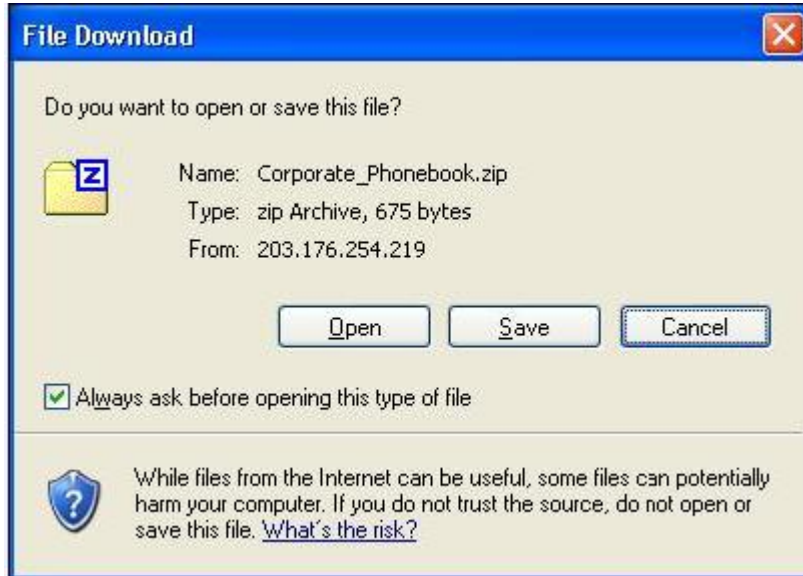 File Download
Do you want to open or save this file?
Z
Name: Corporate_Phonebook.zip
Type: zip Archive, 675 bytes
From: 203.176.254.219
Open Save Cancel
Always ask before opening this type of file
While files from the Internet can be useful, some files can potentially
harm your computer. If you do not trust the source, do not open or
save this file. What's the risk?